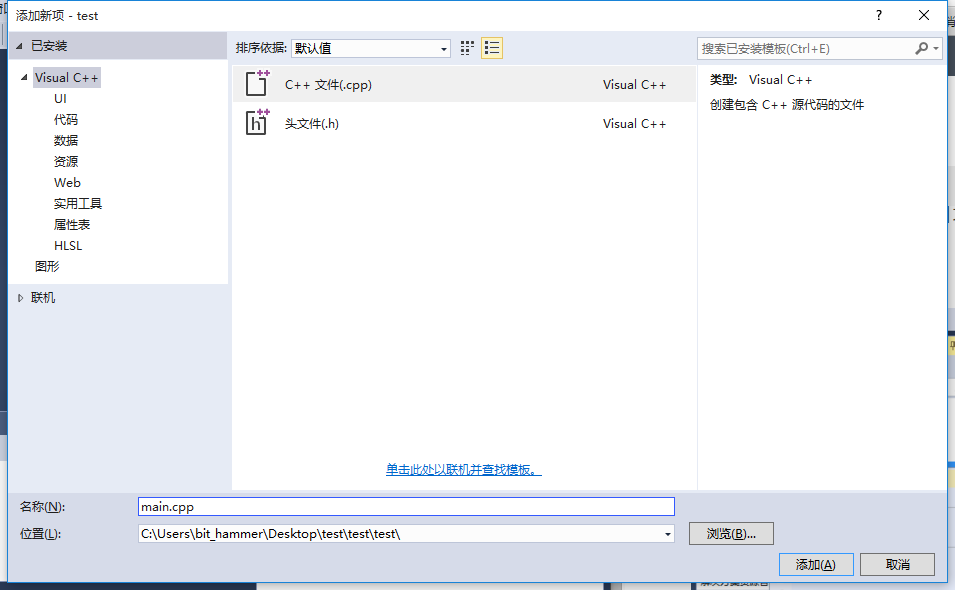 添加新项 - test
?
已安装
排序依据: 默认值
搜索已安装模板(Ctrl+E)
Visual C++
UI
代码
数据
资源
Web
实用工具
属性表
HLSL
图形
联机
C++ 文件(.cpp) Visual C++
头文件(.h) Visual C++
类型: Visual C++
创建包含 C++ 源代码的文件
单击此处以联机并查找模板。
名称(N): main.cpp
位置(L): C:\Users\bit_hammer\Desktop\test\test\test\
浏览(B)...
添加(A) 取消